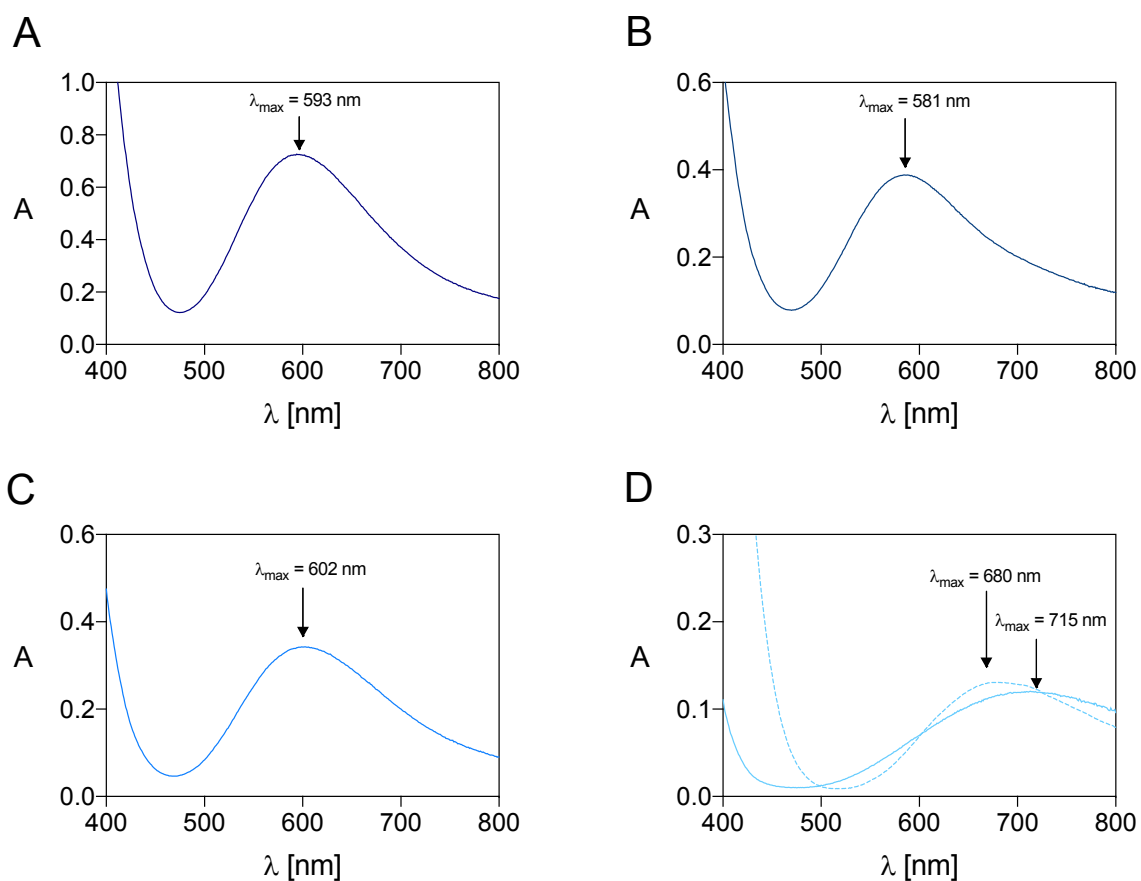 A
1.0
0.8
0.6
0.4
0.2
0.0
A
λmax = 593 nm
400 500 600 700 800
λ [nm]
B
0.6
0.4
0.2
0.0
A
λmax = 581 nm
400 500 600 700 800
λ [nm]
C
0.6
0.4
0.2
0.0
A
λmax = 602 nm
400 500 600 700 800
λ [nm]
D
0.3
0.2
0.1
0.0
A
λmax = 680 nm
λmax = 715 nm
400 500 600 700 800
λ [nm]